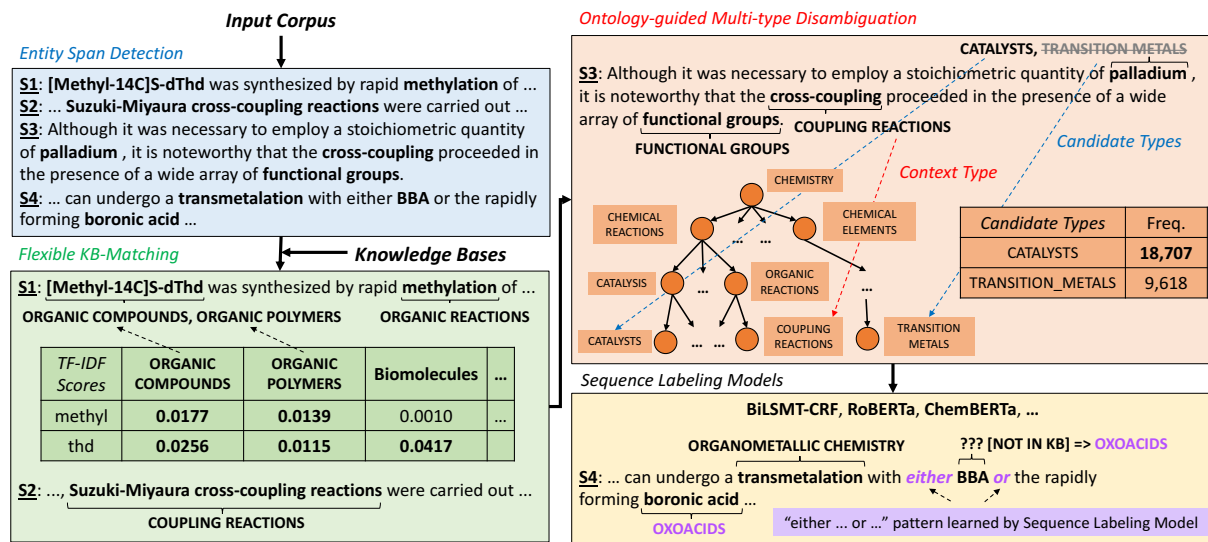 Input Corpus
Entity Span Detection
S1: [Methyl-14C]S-dThd was synthesized by rapid methylation of ...
S2: ... Suzuki-Miyaura cross-coupling reactions were carried out ...
S3: Although it was necessary to employ a stoichiometric quantity
of palladium , it is noteworthy that the cross-coupling proceeded in
the presence of a wide array of functional groups.
S4: ... can undergo a transmetalation with either BBA or the rapidly
forming boronic acid ...
Flexible KB-Matching
Knowledge Bases
S1: [Methyl-14C]S-dThd was synthesized by rapid methylation of ...
ORGANIC COMPOUNDS, ORGANIC POLYMERS ORGANIC REACTIONS
TF-IDF Scores ORGANIC COMPOUNDS ORGANIC POLYMERS Biomolecules ...
methyl 0.0177 0.0139 0.0010 ...
thd 0.0256 0.0115 0.0417
S2: ..., Suzuki-Miyaura cross-coupling reactions were carried out ...
COUPLING REACTIONS
Ontology-guided Multi-type Disambiguation
CATALYSTS, TRANSITION METALS
S3: Although it was necessary to employ a stoichiometric quantity of palladium ,
it is noteworthy that the cross-coupling proceeded in the presence of a wide
array of functional groups.
COUPLING REACTIONS
FUNCTIONAL GROUPS
Candidate Types
Context Type
CHEMISTRY
CHEMICAL
REACTIONS
... ...
CHEMICAL
ELEMENTS
CATALYSIS
...
ORGANIC
REACTIONS
...
CATALYSTS
... ...
COUPLING
REACTIONS
TRANSITION
METALS
Candidate Types Freq.
CATALYSTS 18,707
TRANSITION_METALS 9,618
Sequence Labeling Models
BiLSMT-CRF, RoBERTa, ChemBERTa, ...
ORGANOMETALLIC CHEMISTRY ??? [NOT IN KB] => OXOACIDS
S4: ... can undergo a transmetalation with either BBA or the rapidly
forming boronic acid ...
OXOACIDS
"either ... or ..." pattern learned by Sequence Labeling Model